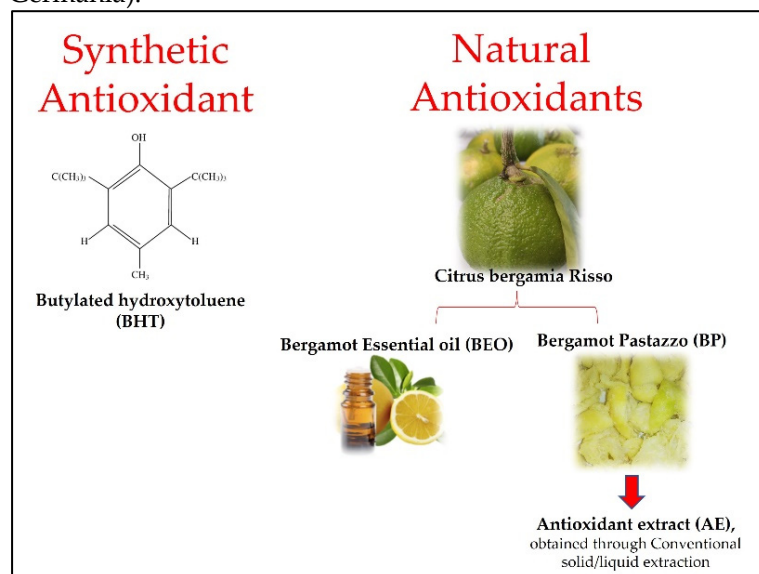 Germania).
Synthetic
Antioxidant
Natural
Antioxidants
OH
C(CH₃)₃
C(CH₃)₃
H
H
CH₃
Butylated hydroxytoluene
(BHT)
Citrus bergamia Risso
Bergamot Essential oil (BEO)
Bergamot Pastazzo (BP)
Antioxidant extract (AE),
obtained through Conventional
solid/liquid extraction